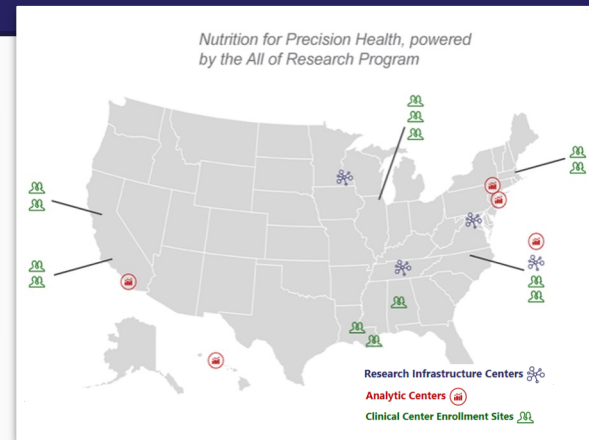 Nutrition for Precision Health, powered
by the All of Research Program
Research Infrastructure Centers
Analytic Centers
Clinical Center Enrollment Sites